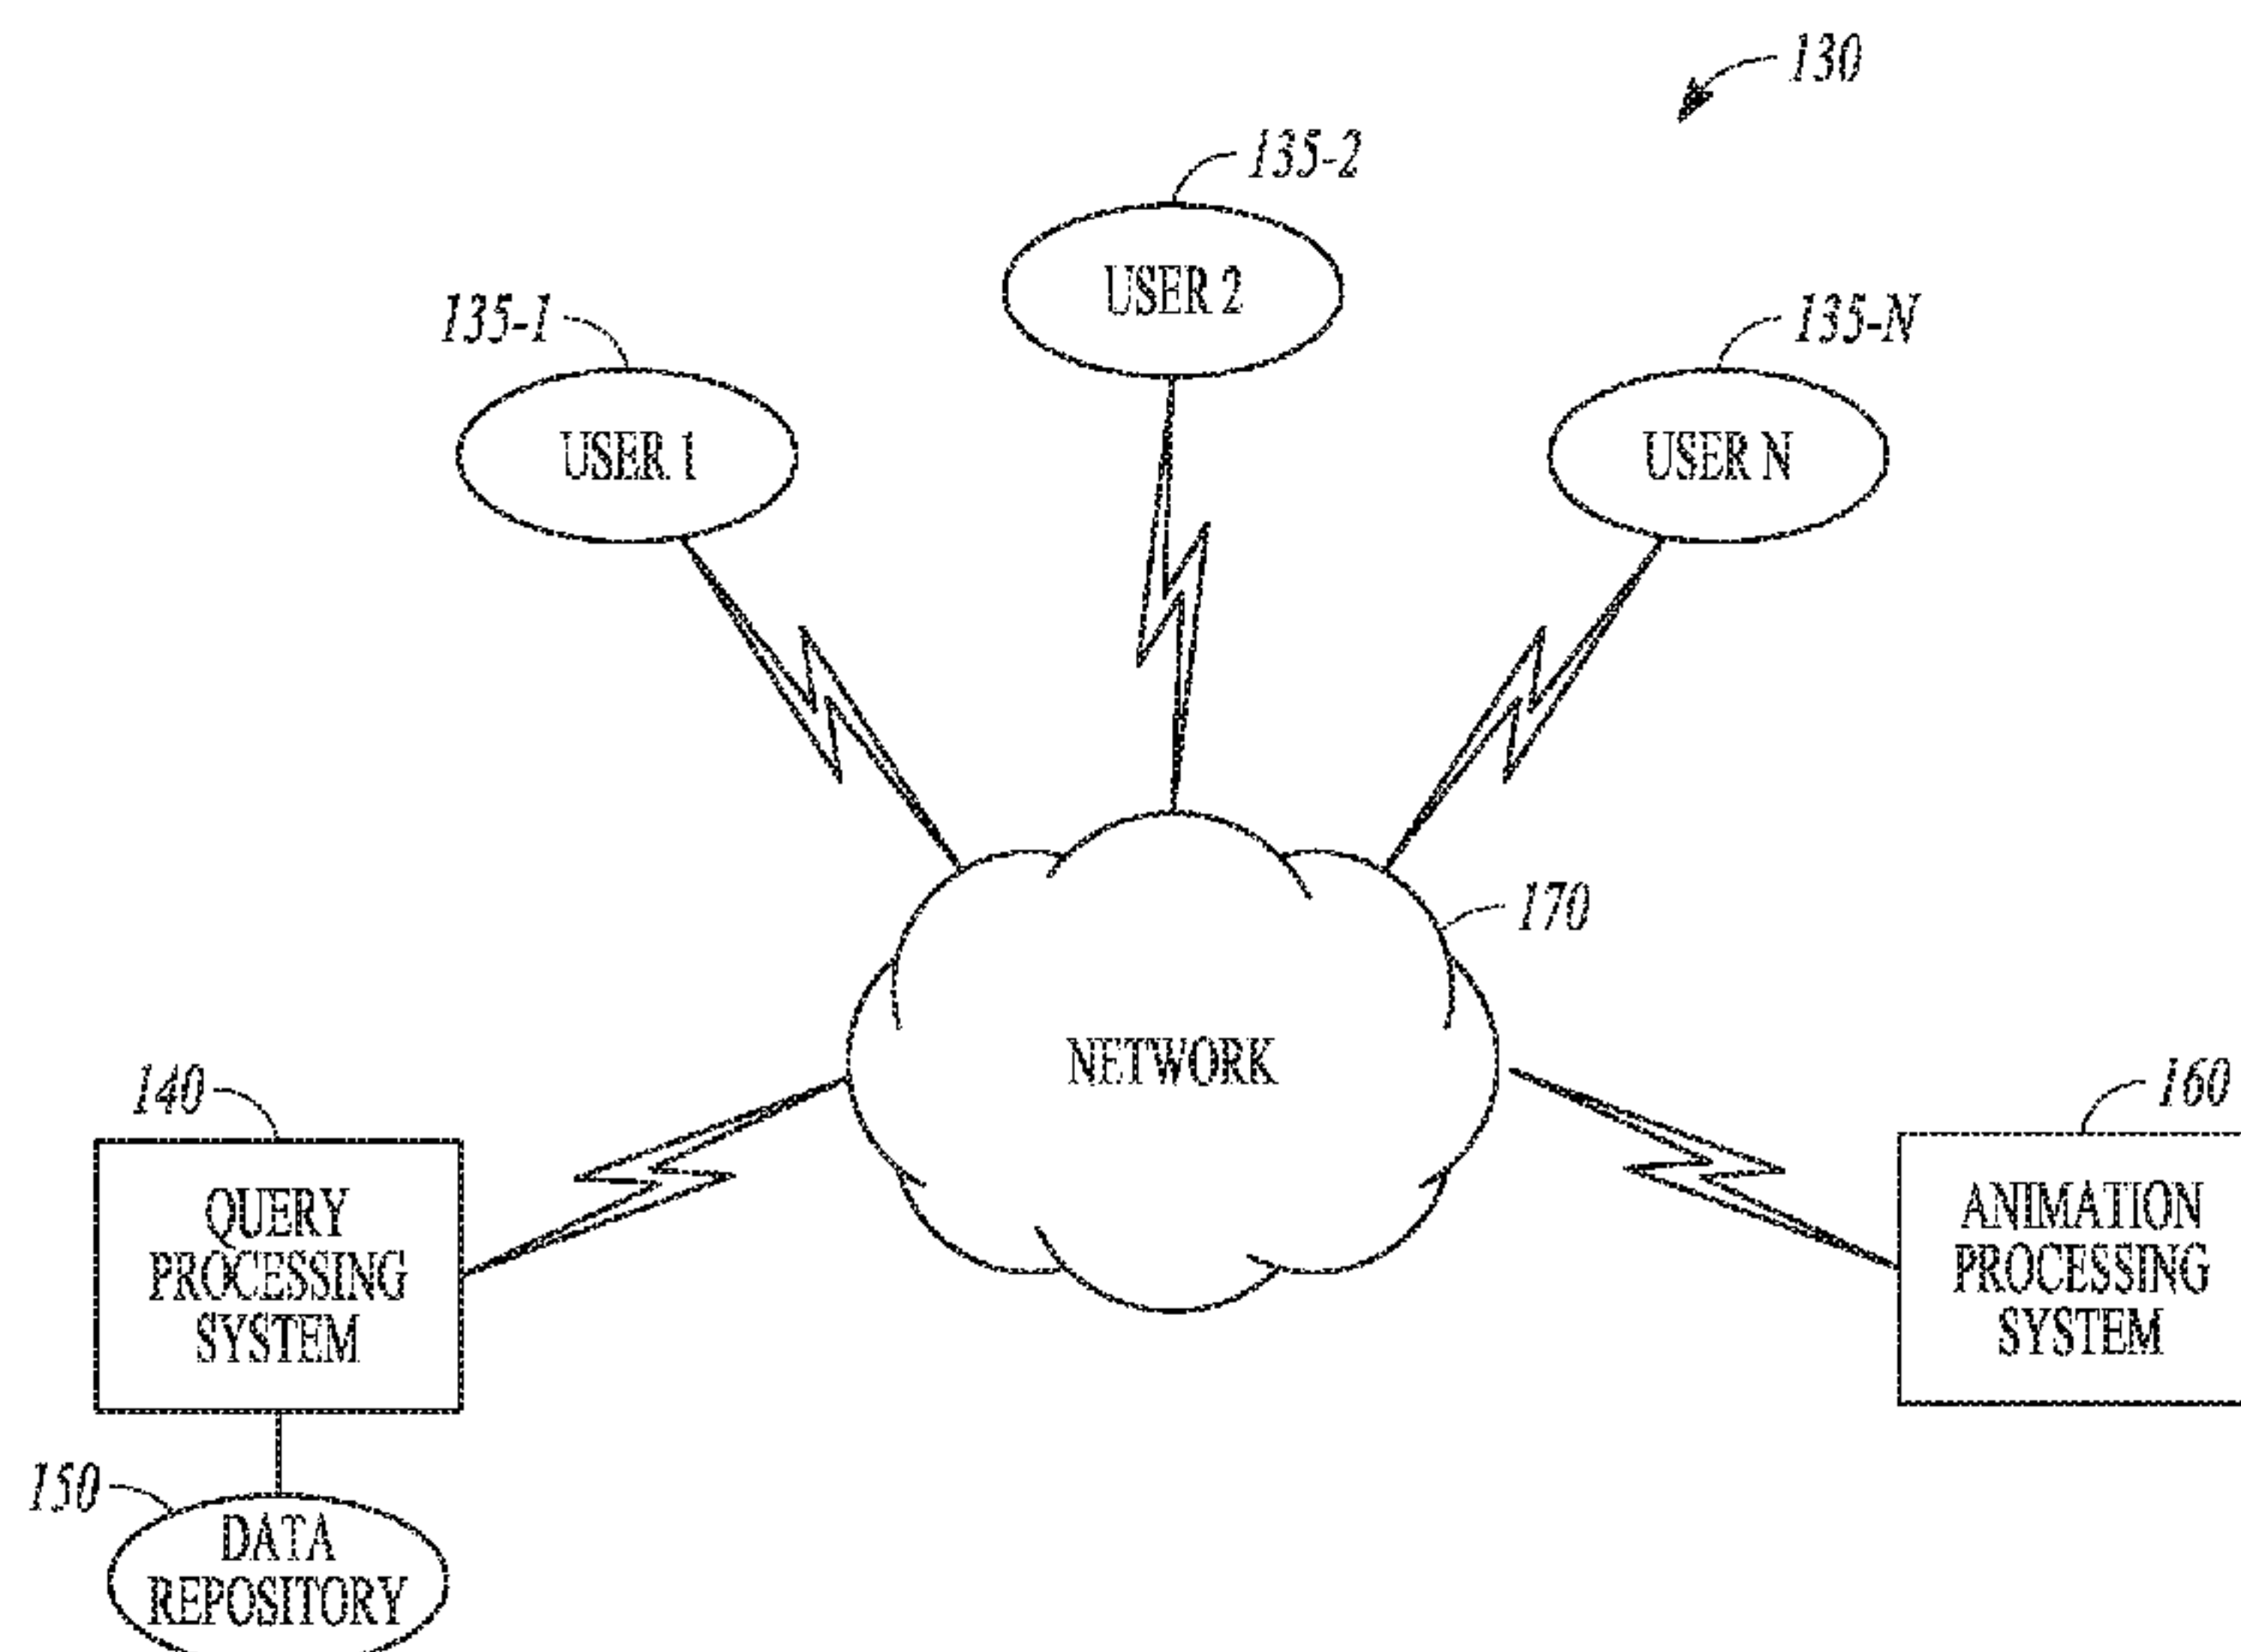 130
135-2
USER 2
135-1
135-N
USER 1
USER N
170
NETWORK
140
160
QUERY
PROCESSING
SYSTEM
ANIMATION
PROCESSING
SYSTEM
150
DATA
REPOSITORY